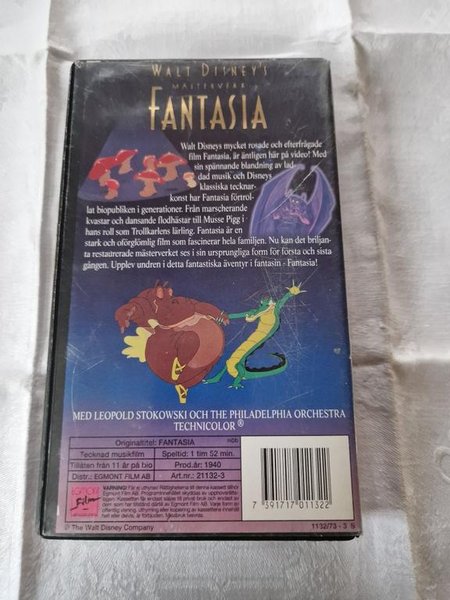 WALT DISNEY'S
MÄSTERVERK
FANTASIA
Walt Disneys mycket rosade och efterfrågade
film Fantasia, är äntligen här på video! Med
sin spännande blandning av lad-
dad musik och Disneys
klassiska tecknar-
konst har Fantasia förtrol-
lat biopubliken i generationer. Från marscherande
kvastar och dansande flodhästar till Musse Pigg i
hans roll som Trollkarlens lärling. Fantasia är en
stark och oförglömlig film som fascinerar hela familjen. Nu kan det briljan-
ta restaurerade mästerverket ses i sin ursprungliga form för första och sista
gången. Upplev undren i detta fantastiska äventyr i fantasin - Fantasia!
MED LEOPOLD STOKOWSKI OCH THE PHILADELPHIA ORCHESTRA
TECHNICOLOR®
Originaltitel: FANTASIA
Tecknad musikfilm Speltid: 1 tim 52 min.
Tillåten från 11 år på bio Prod.år: 1940
Distr.: EGMONT FILM AB Art.nr.: 21132-3
EGMONT
film
VARNING!
© The Walt Disney Company
7 391717 011322
1132/73 - 3 S